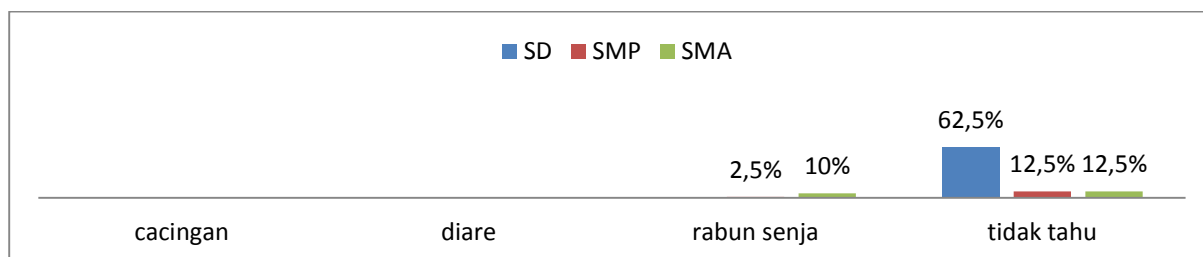 SD SMP SMA
62,5%
2,5% 10% 12,5% 12,5%
cacingan diare rabun senja tidak tahu